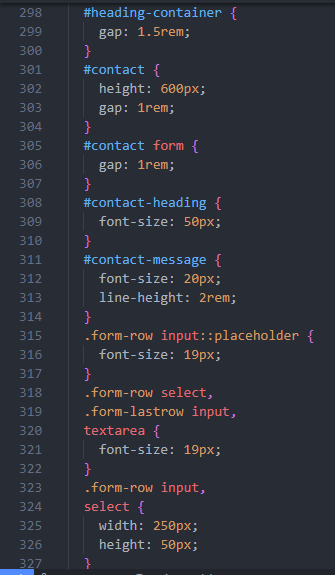 298 #heading-container {
299 gap: 1.5rem;
300 }
301 #contact {
302 height: 600px;
303 gap: 1rem;
304 }
305 #contact form {
306 gap: 1rem;
307 }
308 #contact-heading {
309 font-size: 50px;
310 }
311 #contact-message {
312 font-size: 20px;
313 line-height: 2rem;
314 }
315 .form-row input::placeholder {
316 font-size: 19px;
317 }
318 .form-row select,
319 .form-lastrow input,
320 textarea {
321 font-size: 19px;
322 }
323 .form-row input,
324 select {
325 width: 250px;
326 height: 50px;
327 }